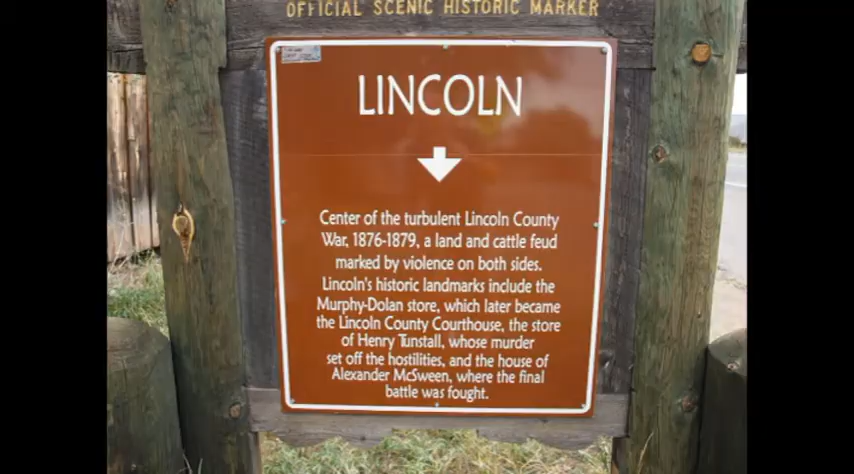 OFFICIAL SCENIC HISTORIC MARKER
LINCOLN
Center of the turbulent Lincoln County
War, 1876-1879, a land and cattle feud
marked by violence on both sides.
Lincoln's historic landmarks include the
Murphy-Dolan store, which later became
the Lincoln County Courthouse, the store
of Henry Tunstall, whose murder
set off the hostilities, and the house of
Alexander McSween, where the final
battle was fought.